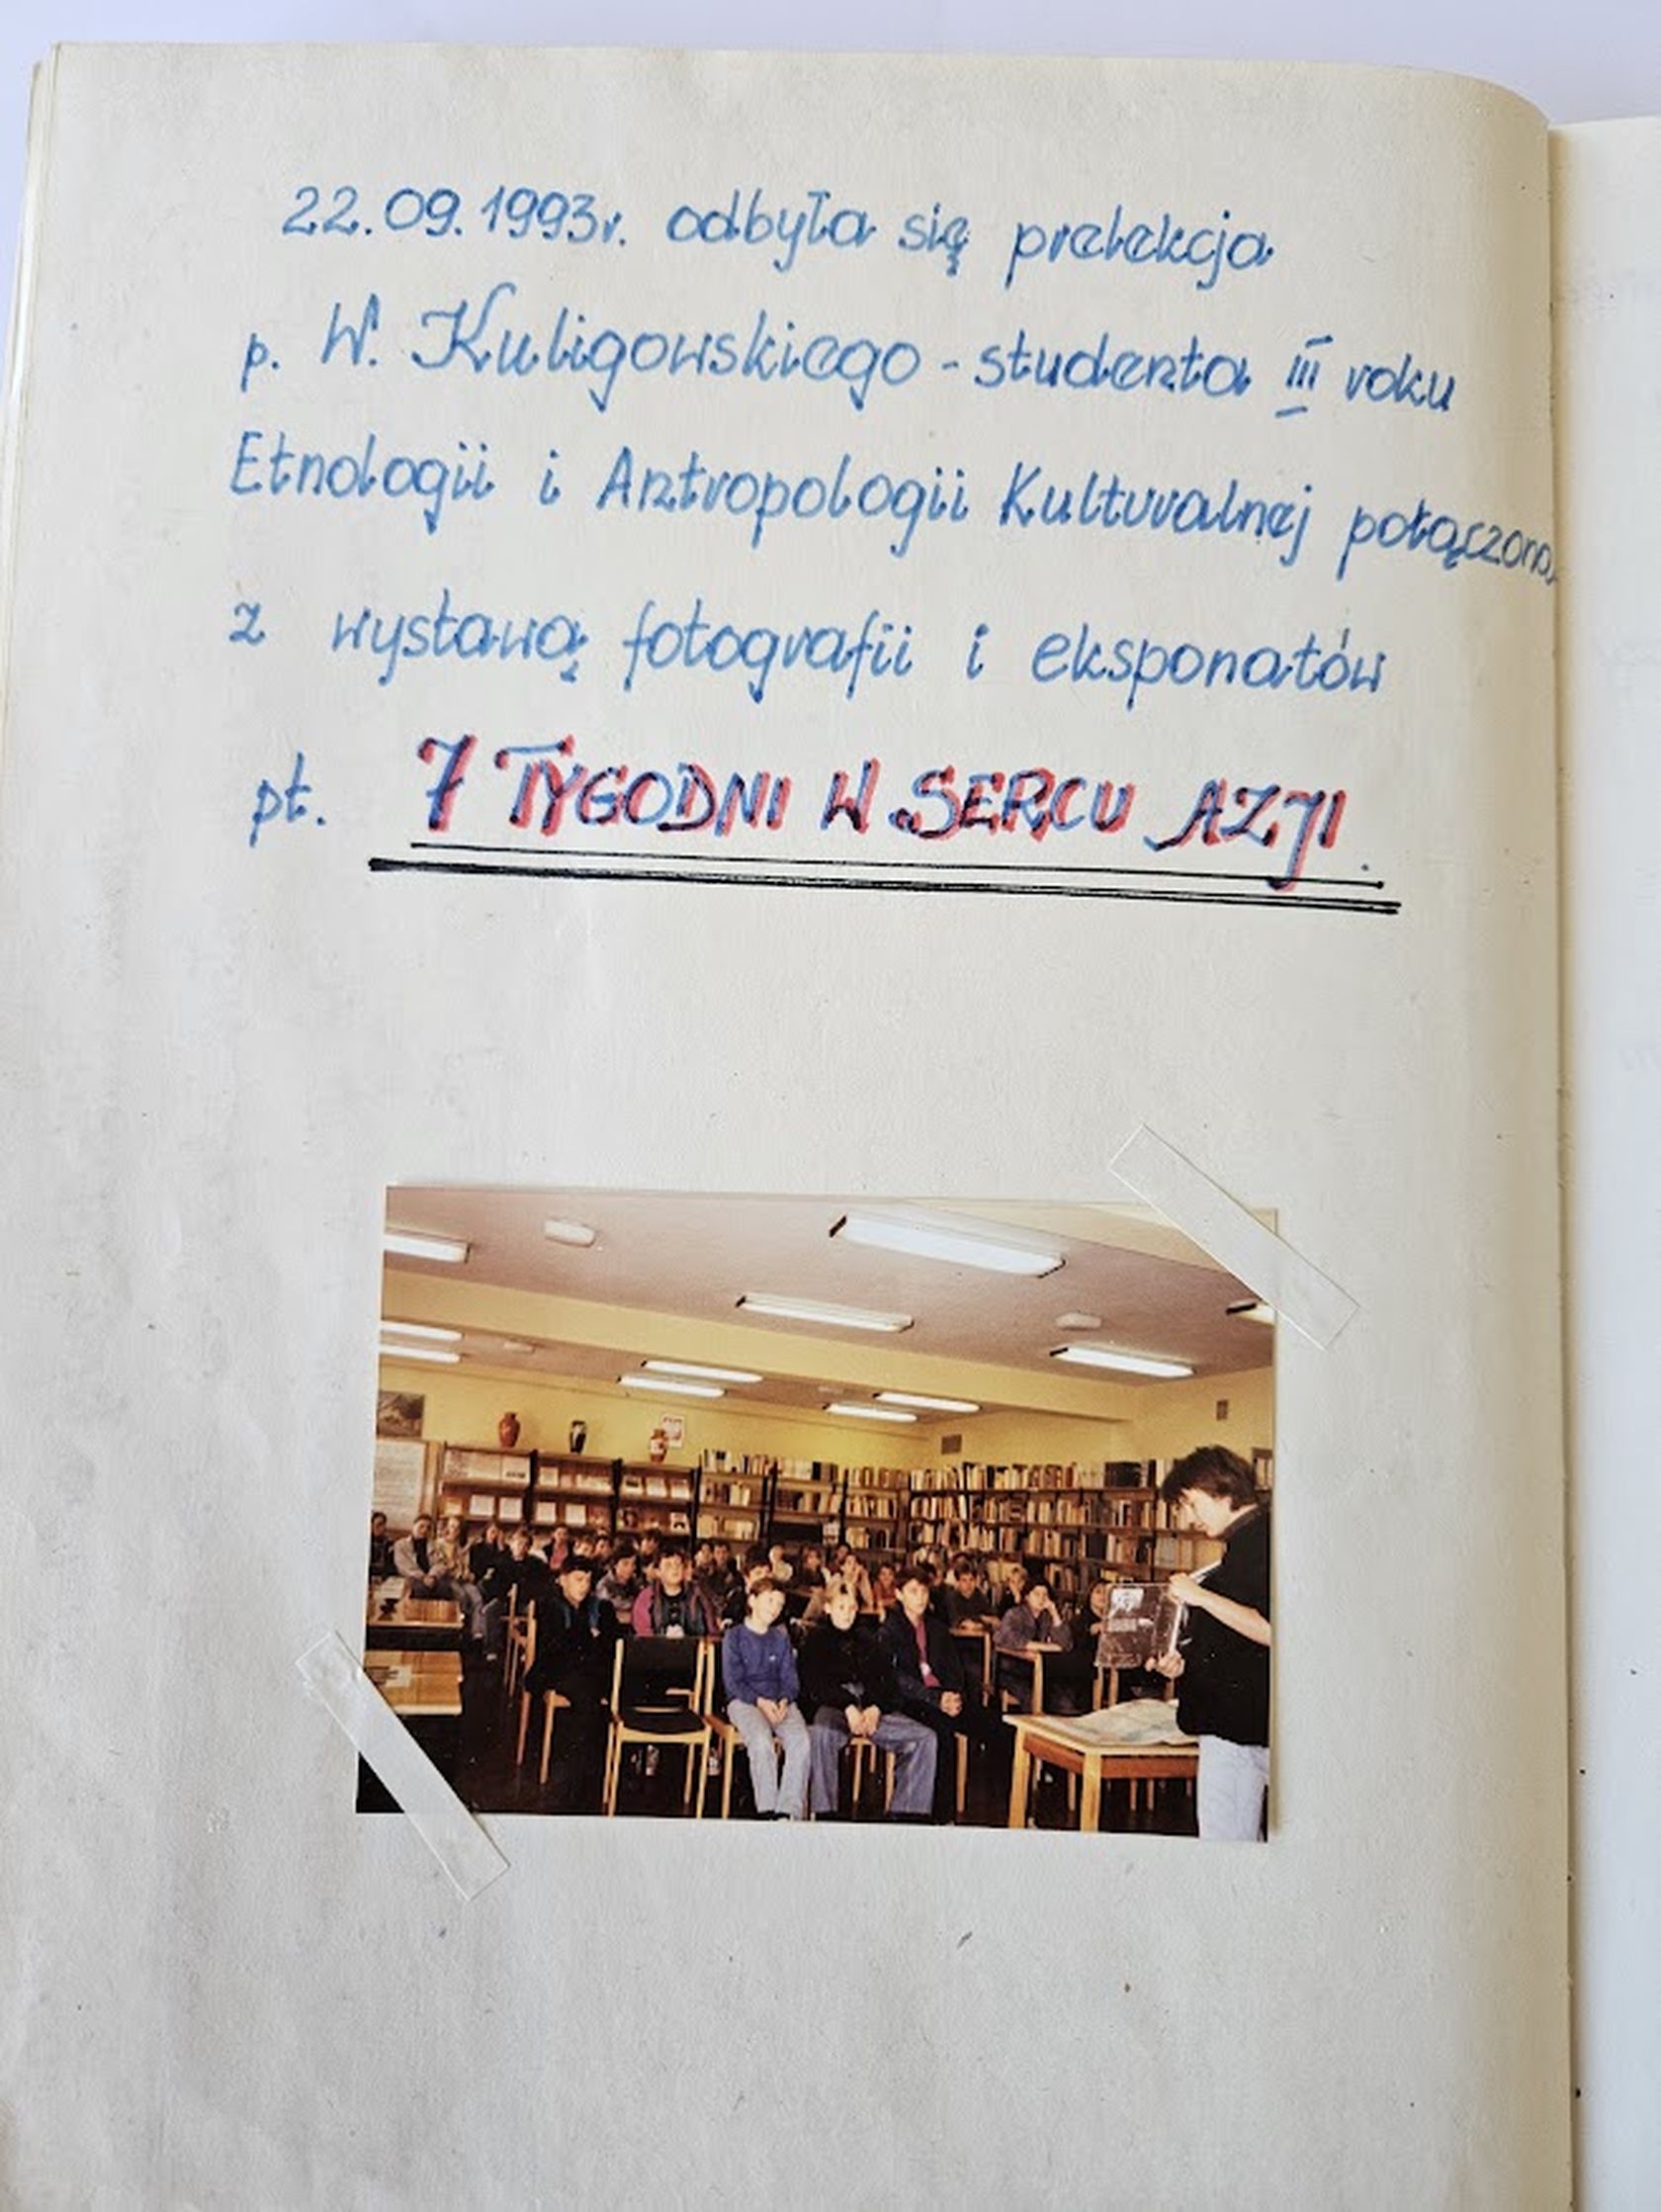 22.09.1993r. odbyła się prelekcja
p. W. Kuligowskiego - studenta III roku
Etnologii i Antropologii Kulturalnej połączona
z wystawą fotografii i eksponatów
pt. 7 TYGODNI W SERCU AZJI.